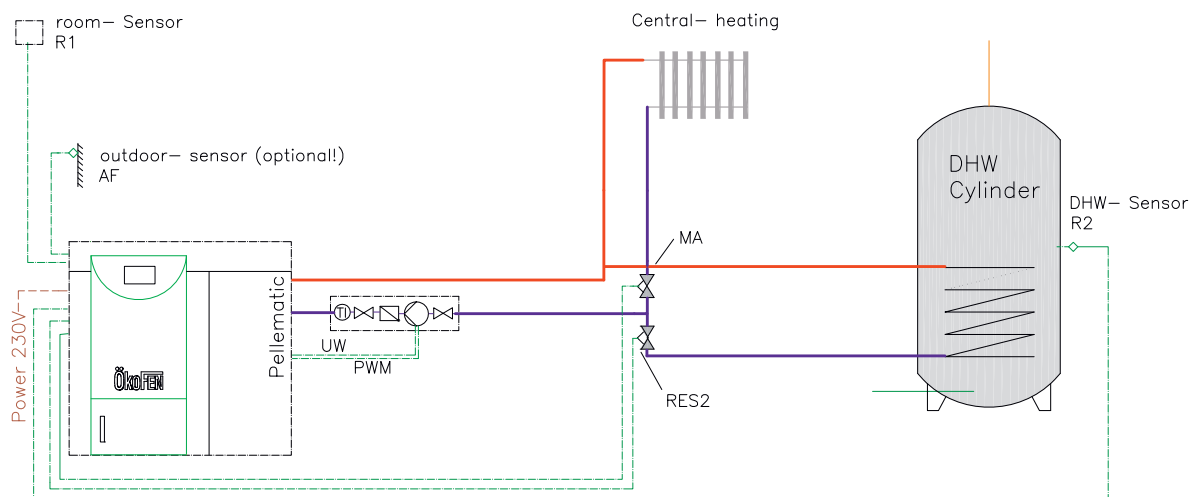 room- Sensor
R1
Central- heating
outdoor- sensor (optional!)
AF
DHW
Cylinder
DHW- Sensor
R2
MA
Pellematic
Power 230V
TI
UW
PWM
ÖkoFEN
RES2